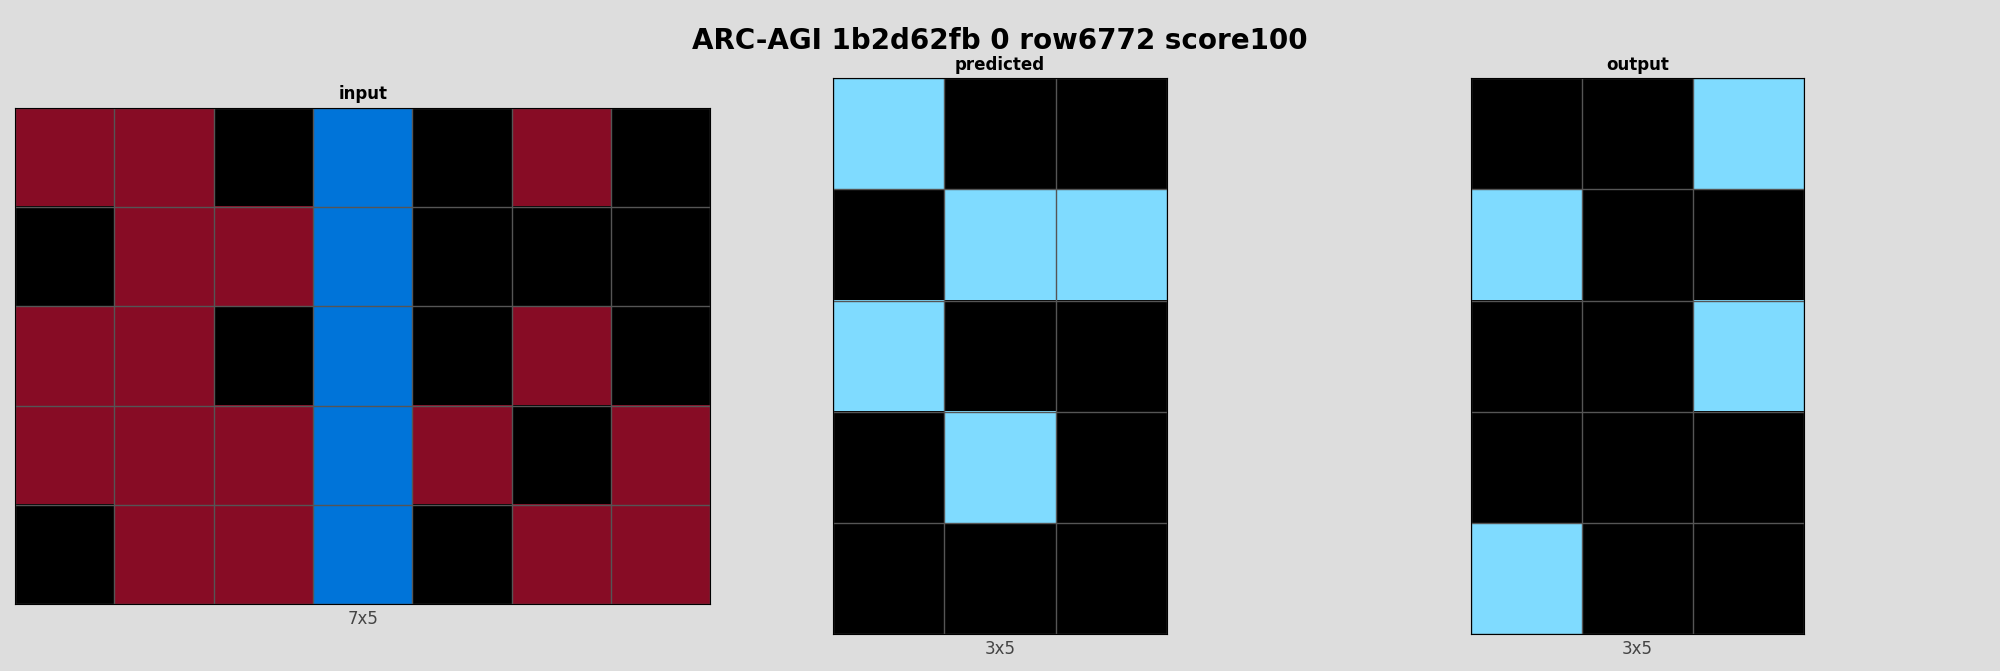 ARC-AGI 1b2d62fb 0 row6772 score100
input
predicted
output
7x5
3x5
3x5